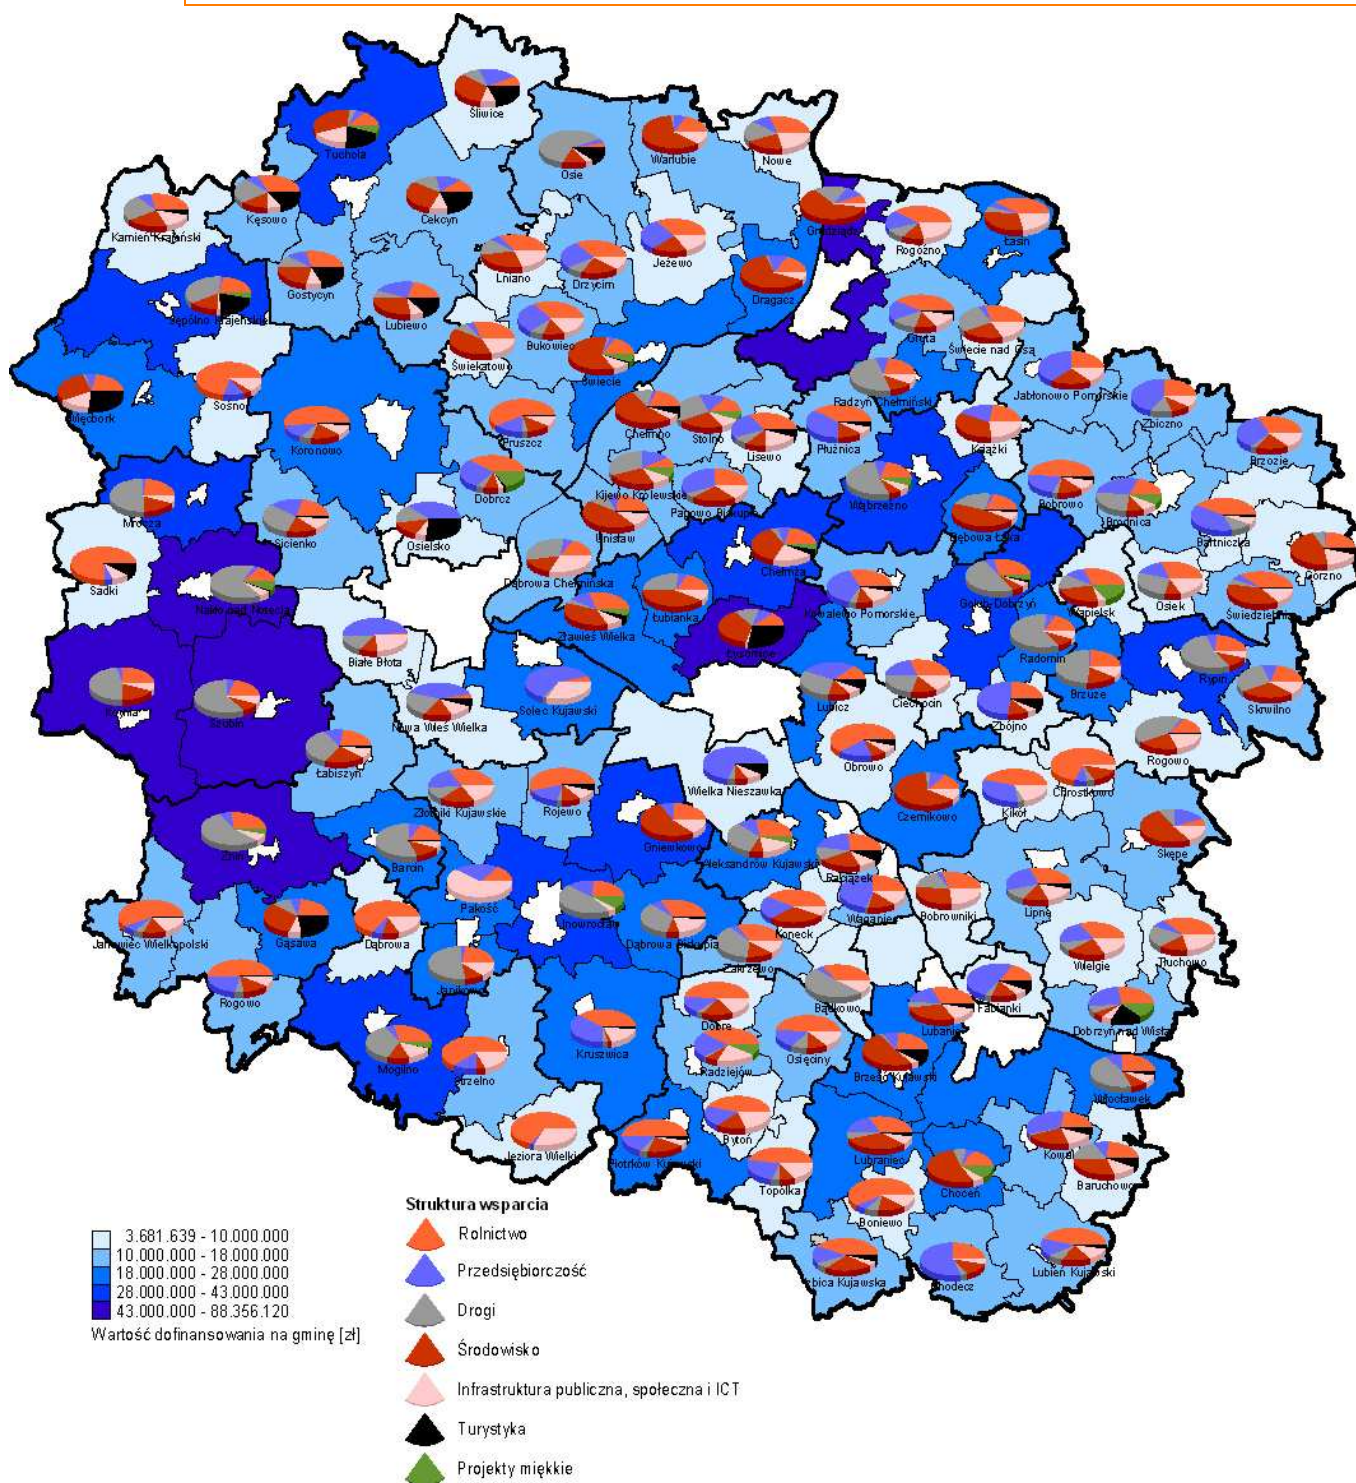 Śliwice
Tuchola
Osie
Warlubie
Nowe
Kęsowo
Cekcyn
Grudziądz
Kamień Krajeński
Rogóźno
Łasin
Lniano
Drzycim
Jeżewo
Gostycyn
Dragacz
Sępólno Krajeńskie
Lubiewo
Bukowiec
Gruta
Świecie nad Osą
Świekatowo
Świecie
Sośno
Więcbork
Radzyń Chełmiński
Jabłonowo Pomorskie
Zbiczno
Koronowo
Pruszcz
Chełmno
Stolno
Lisewo
Płużnica
Książki
Brzozie
Dobrcz
Kijewo Królewskie
Papowo Biskupie
Wąbrzeźno
Bobrowo
Brodnica
Mrocza
Sicienko
Osielsko
Unisław
Dębowa Łąka
Bartniczka
Chełmża
Górzno
Sadki
Nakło nad Notecią
Dąbrowa Chełmińska
Zławieś Wielka
Łubianka
Kowalewo Pomorskie
Golub-Dobrzyń
Wąpielsk
Osiek
Świedziebnia
Białe Błota
Łysomice
Radomin
Brzuze
Rypin
Kcynia
Szubin
Nowa Wieś Wielka
Solec Kujawski
Lubicz
Ciechocin
Zbójno
Skrwilno
Łabiszyn
Obrowo
Rogowo
Złotniki Kujawskie
Rojewo
Wielka Nieszawka
Czernikowo
Kikół
Chrostkowo
Żnin
Barcin
Gniewkowo
Aleksandrów Kujawski
Raciążek
Skępe
Pakość
Inowrocław
Waganiec
Bobrowniki
Lipno
Janowiec Wielkopolski
Gąsawa
Dąbrowa
Dąbrowa Biskupia
Koneck
Zakrzewo
Wielgie
Tłuchowo
Rogowo
Janikowo
Bądkowo
Fabianki
Dobre
Lubanie
Dobrzyń nad Wisłą
Mogilno
Strzelno
Kruszwica
Radziejów
Osięciny
Brześć Kujawski
Włocławek
Jeziora Wielkie
Piotrków Kujawski
Bytoń
Lubraniec
Kowal
Topólka
Choceń
Baruchowo
Boniewo
zbica Kujawska
Chodecz
Lubień Kujawski
Struktura wsparcia
Rolnictwo
Przedsiębiorczość
Drogi
Środowisko
Infrastruktura publiczna, społeczna i ICT
Turystyka
Projekty miękkie
3.681.639 - 10.000.000
10.000.000 - 18.000.000
18.000.000 - 28.000.000
28.000.000 - 43.000.000
43.000.000 - 88.356.120
Wartość dofinansowania na gminę [zł]